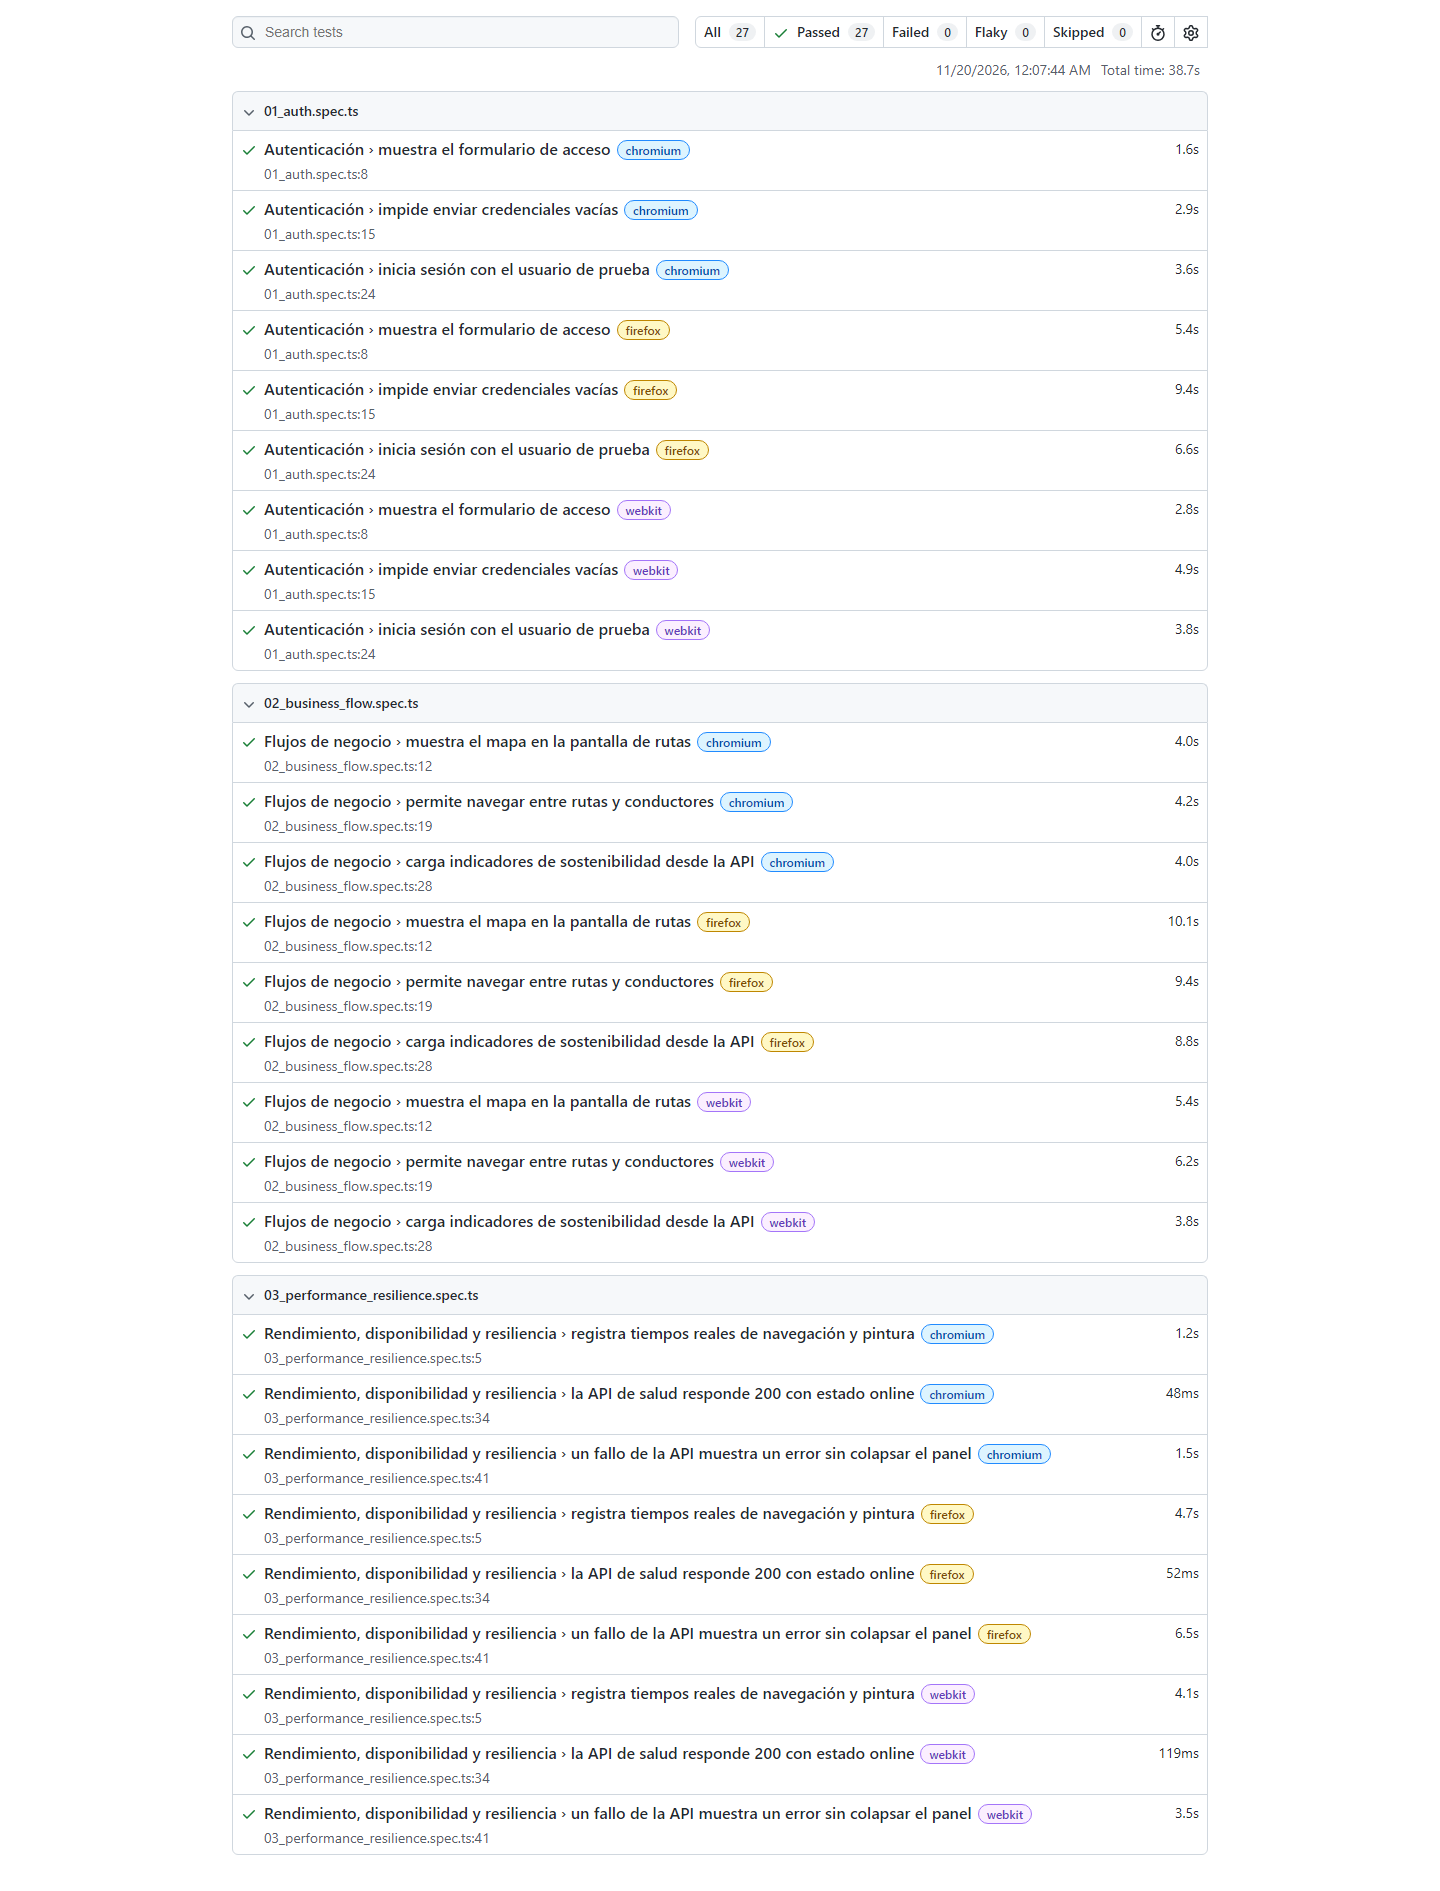 Search tests
All 27 Passed 27 Failed 0 Flaky 0 Skipped 0
11/20/2026, 12:07:44 AM Total time: 38.7s
01_auth.spec.ts
Autenticación › muestra el formulario de acceso chromium 1.6s
01_auth.spec.ts:8
Autenticación › impide enviar credenciales vacías chromium 2.9s
01_auth.spec.ts:15
Autenticación › inicia sesión con el usuario de prueba chromium 3.6s
01_auth.spec.ts:24
Autenticación › muestra el formulario de acceso firefox 5.4s
01_auth.spec.ts:8
Autenticación › impide enviar credenciales vacías firefox 9.4s
01_auth.spec.ts:15
Autenticación › inicia sesión con el usuario de prueba firefox 6.6s
01_auth.spec.ts:24
Autenticación › muestra el formulario de acceso webkit 2.8s
01_auth.spec.ts:8
Autenticación › impide enviar credenciales vacías webkit 4.9s
01_auth.spec.ts:15
Autenticación › inicia sesión con el usuario de prueba webkit 3.8s
01_auth.spec.ts:24
02_business_flow.spec.ts
Flujos de negocio › muestra el mapa en la pantalla de rutas chromium 4.0s
02_business_flow.spec.ts:12
Flujos de negocio › permite navegar entre rutas y conductores chromium 4.2s
02_business_flow.spec.ts:19
Flujos de negocio › carga indicadores de sostenibilidad desde la API chromium 4.0s
02_business_flow.spec.ts:28
Flujos de negocio › muestra el mapa en la pantalla de rutas firefox 10.1s
02_business_flow.spec.ts:12
Flujos de negocio › permite navegar entre rutas y conductores firefox 9.4s
02_business_flow.spec.ts:19
Flujos de negocio › carga indicadores de sostenibilidad desde la API firefox 8.8s
02_business_flow.spec.ts:28
Flujos de negocio › muestra el mapa en la pantalla de rutas webkit 5.4s
02_business_flow.spec.ts:12
Flujos de negocio › permite navegar entre rutas y conductores webkit 6.2s
02_business_flow.spec.ts:19
Flujos de negocio › carga indicadores de sostenibilidad desde la API webkit 3.8s
02_business_flow.spec.ts:28
03_performance_resilience.spec.ts
Rendimiento, disponibilidad y resiliencia › registra tiempos reales de navegación y pintura chromium 1.2s
03_performance_resilience.spec.ts:5
Rendimiento, disponibilidad y resiliencia › la API de salud responde 200 con estado online chromium 48ms
03_performance_resilience.spec.ts:34
Rendimiento, disponibilidad y resiliencia › un fallo de la API muestra un error sin colapsar el panel chromium 1.5s
03_performance_resilience.spec.ts:41
Rendimiento, disponibilidad y resiliencia › registra tiempos reales de navegación y pintura firefox 4.7s
03_performance_resilience.spec.ts:5
Rendimiento, disponibilidad y resiliencia › la API de salud responde 200 con estado online firefox 52ms
03_performance_resilience.spec.ts:34
Rendimiento, disponibilidad y resiliencia › un fallo de la API muestra un error sin colapsar el panel firefox 6.5s
03_performance_resilience.spec.ts:41
Rendimiento, disponibilidad y resiliencia › registra tiempos reales de navegación y pintura webkit 4.1s
03_performance_resilience.spec.ts:5
Rendimiento, disponibilidad y resiliencia › la API de salud responde 200 con estado online webkit 119ms
03_performance_resilience.spec.ts:34
Rendimiento, disponibilidad y resiliencia › un fallo de la API muestra un error sin colapsar el panel webkit 3.5s
03_performance_resilience.spec.ts:41